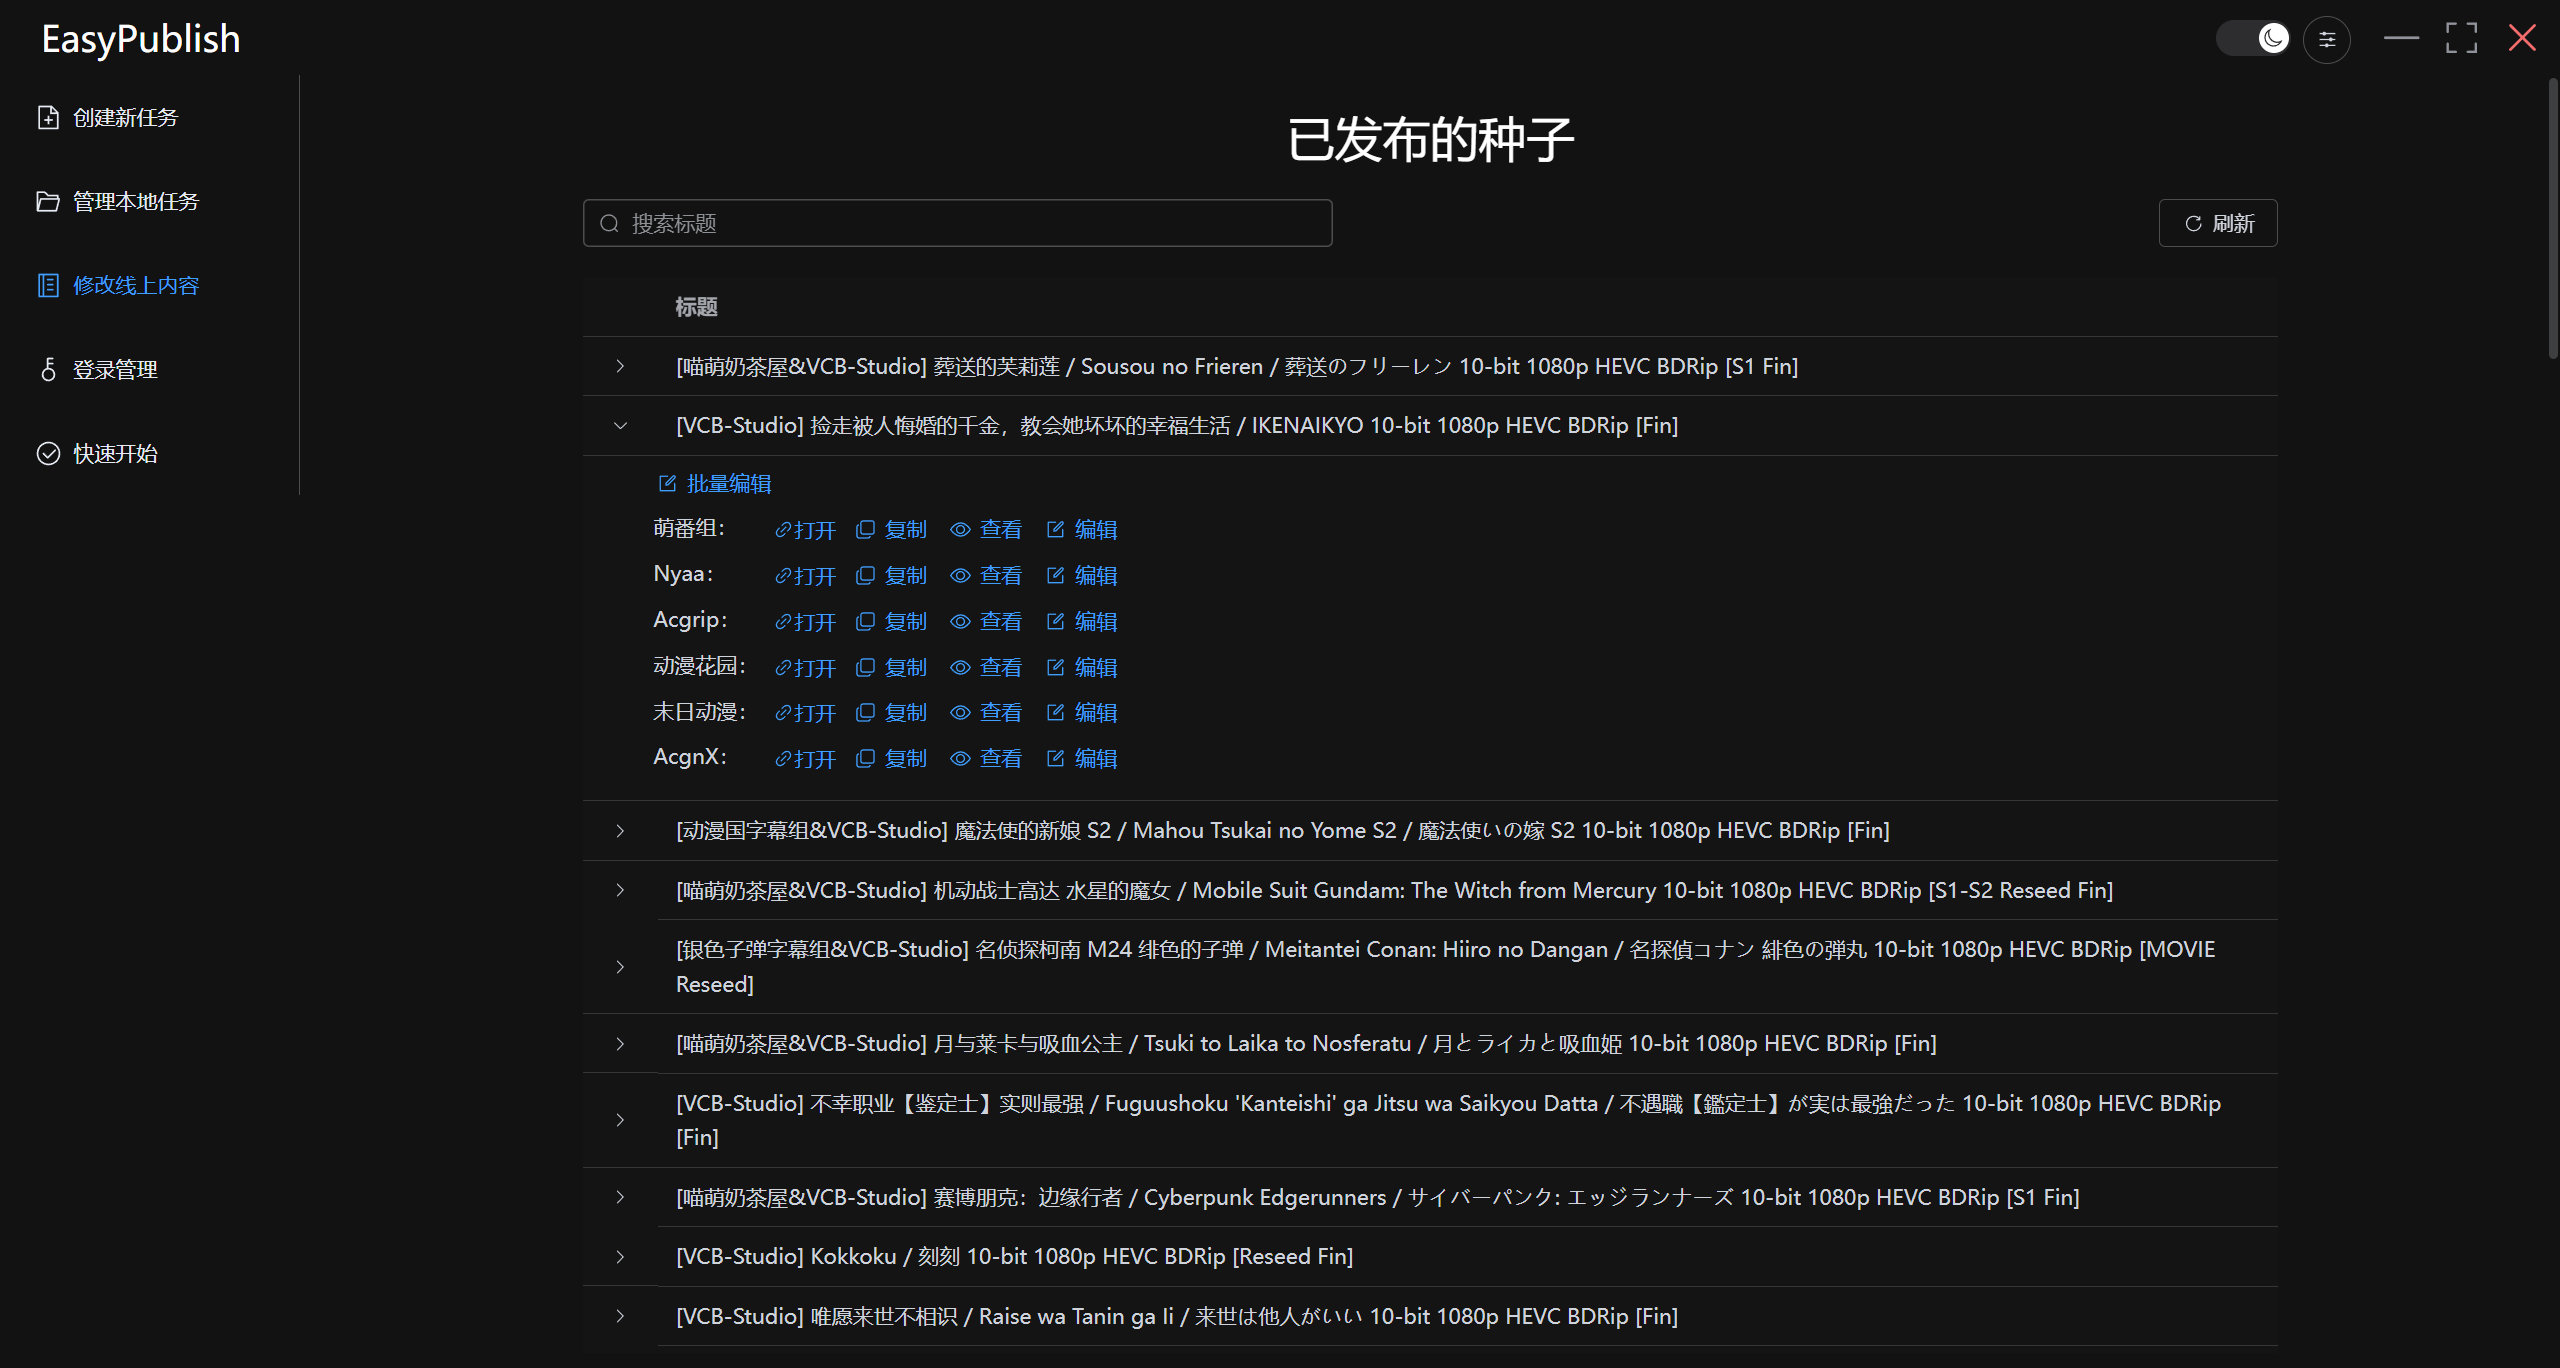 EasyPublish
创建新任务
管理本地任务
修改线上内容
登录管理
快速开始
已发布的种子
搜索标题
刷新
标题
[喵萌奶茶屋&VCB-Studio] 葬送的芙莉莲 / Sousou no Frieren / 葬送のフリーレン 10-bit 1080p HEVC BDRip [S1 Fin]
[VCB-Studio] 捡走被人悔婚的千金，教会她坏坏的幸福生活 / IKENAIKYO 10-bit 1080p HEVC BDRip [Fin]
批量编辑
萌番组： 打开 复制 查看 编辑
Nyaa： 打开 复制 查看 编辑
Acgrip： 打开 复制 查看 编辑
动漫花园： 打开 复制 查看 编辑
末日动漫： 打开 复制 查看 编辑
AcgnX： 打开 复制 查看 编辑
[动漫国字幕组&VCB-Studio] 魔法使的新娘 S2 / Mahou Tsukai no Yome S2 / 魔法使いの嫁 S2 10-bit 1080p HEVC BDRip [Fin]
[喵萌奶茶屋&VCB-Studio] 机动战士高达 水星的魔女 / Mobile Suit Gundam: The Witch from Mercury 10-bit 1080p HEVC BDRip [S1-S2 Reseed Fin]
[银色子弹字幕组&VCB-Studio] 名侦探柯南 M24 绯色的子弹 / Meitantei Conan: Hiiro no Dangan / 名探偵コナン 緋色の弾丸 10-bit 1080p HEVC BDRip [MOVIE
Reseed]
[喵萌奶茶屋&VCB-Studio] 月与莱卡与吸血公主 / Tsuki to Laika to Nosferatu / 月とライカと吸血姫 10-bit 1080p HEVC BDRip [Fin]
[VCB-Studio] 不幸职业【鉴定士】实则最强 / Fuguushoku 'Kanteishi' ga Jitsu wa Saikyou Datta / 不遇職【鑑定士】が実は最強だった 10-bit 1080p HEVC BDRip
[Fin]
[喵萌奶茶屋&VCB-Studio] 赛博朋克：边缘行者 / Cyberpunk Edgerunners / サイバーパンク: エッジランナーズ 10-bit 1080p HEVC BDRip [S1 Fin]
[VCB-Studio] Kokkoku / 刻刻 10-bit 1080p HEVC BDRip [Reseed Fin]
[VCB-Studio] 唯愿来世不相识 / Raise wa Tanin ga Ii / 来世は他人がいい 10-bit 1080p HEVC BDRip [Fin]